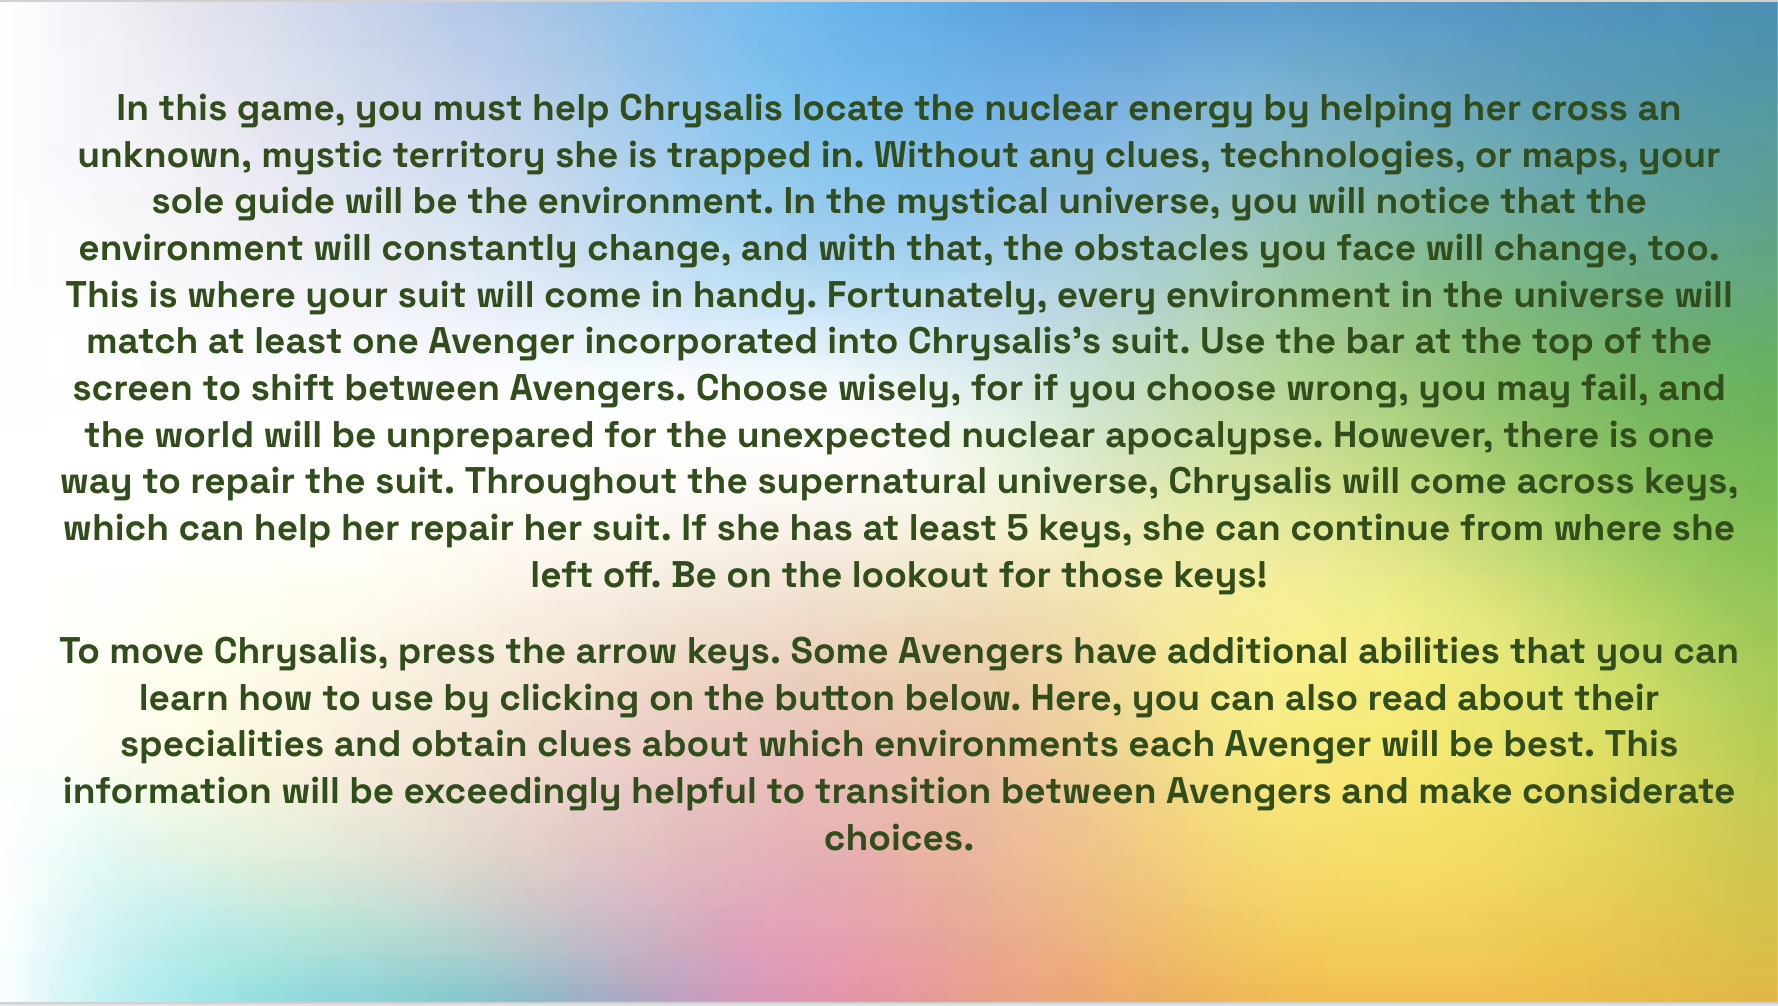 In this game, you must help Chrysalis locate the nuclear energy by helping her cross an
unknown, mystic territory she is trapped in. Without any clues, technologies, or maps, your
sole guide will be the environment. In the mystical universe, you will notice that the
environment will constantly change, and with that, the obstacles you face will change, too.
This is where your suit will come in handy. Fortunately, every environment in the universe will
match at least one Avenger incorporated into Chrysalis’s suit. Use the bar at the top of the
screen to shift between Avengers. Choose wisely, for if you choose wrong, you may fail, and
the world will be unprepared for the unexpected nuclear apocalypse. However, there is one
way to repair the suit. Throughout the supernatural universe, Chrysalis will come across keys,
which can help her repair her suit. If she has at least 5 keys, she can continue from where she
left off. Be on the lookout for those keys!
To move Chrysalis, press the arrow keys. Some Avengers have additional abilities that you can
learn how to use by clicking on the button below. Here, you can also read about their
specialities and obtain clues about which environments each Avenger will be best. This
information will be exceedingly helpful to transition between Avengers and make considerate
choices.